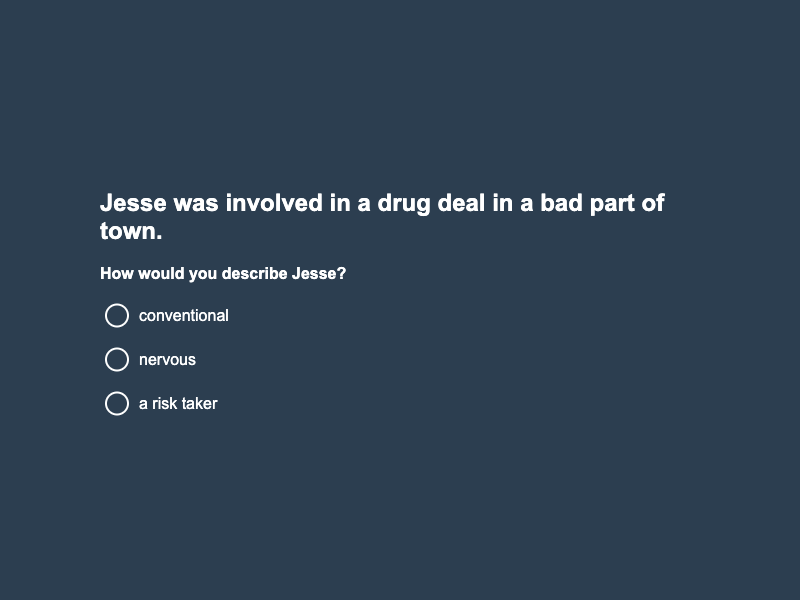 Jesse was involved in a drug deal in a bad part of
town.
How would you describe Jesse?
conventional
nervous
a risk taker